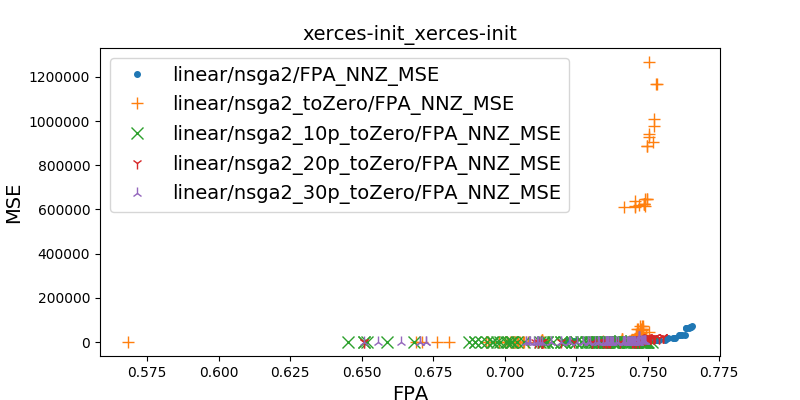 xerces-init_xerces-init
linear/nsga2/FPA_NNZ_MSE
linear/nsga2_toZero/FPA_NNZ_MSE
linear/nsga2_10p_toZero/FPA_NNZ_MSE
linear/nsga2_20p_toZero/FPA_NNZ_MSE
linear/nsga2_30p_toZero/FPA_NNZ_MSE
MSE
1200000
1000000
800000
600000
400000
200000
0
0.575 0.600 0.625 0.650 0.675 0.700 0.725 0.750 0.775
FPA